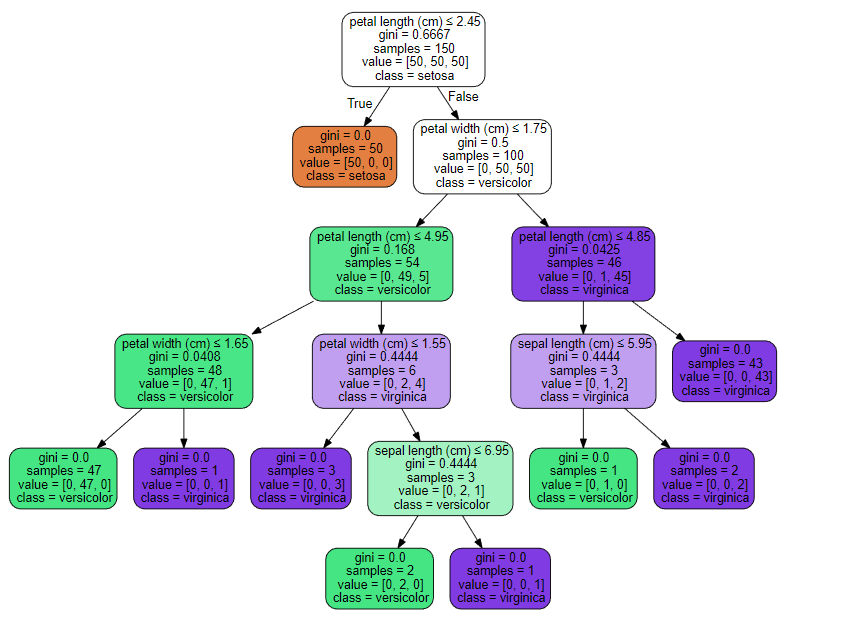 petal length (cm) ≤ 2.45
gini = 0.6667
samples = 150
value = [50, 50, 50]
class = setosa
True
False
gini = 0.0
samples = 50
value = [50, 0, 0]
class = setosa
petal width (cm) ≤ 1.75
gini = 0.5
samples = 100
value = [0, 50, 50]
class = versicolor
petal length (cm) ≤ 4.95
gini = 0.168
samples = 54
value = [0, 49, 5]
class = versicolor
petal length (cm) ≤ 4.85
gini = 0.0425
samples = 46
value = [0, 1, 45]
class = virginica
petal width (cm) ≤ 1.65
gini = 0.0408
samples = 48
value = [0, 47, 1]
class = versicolor
petal width (cm) ≤ 1.55
gini = 0.4444
samples = 6
value = [0, 2, 4]
class = virginica
sepal length (cm) ≤ 5.95
gini = 0.4444
samples = 3
value = [0, 1, 2]
class = virginica
gini = 0.0
samples = 43
value = [0, 0, 43]
class = virginica
gini = 0.0
samples = 47
value = [0, 47, 0]
class = versicolor
gini = 0.0
samples = 1
value = [0, 0, 1]
class = virginica
gini = 0.0
samples = 3
value = [0, 0, 3]
class = virginica
sepal length (cm) ≤ 6.95
gini = 0.4444
samples = 3
value = [0, 2, 1]
class = versicolor
gini = 0.0
samples = 1
value = [0, 1, 0]
class = versicolor
gini = 0.0
samples = 2
value = [0, 0, 2]
class = virginica
gini = 0.0
samples = 2
value = [0, 2, 0]
class = versicolor
gini = 0.0
samples = 1
value = [0, 0, 1]
class = virginica